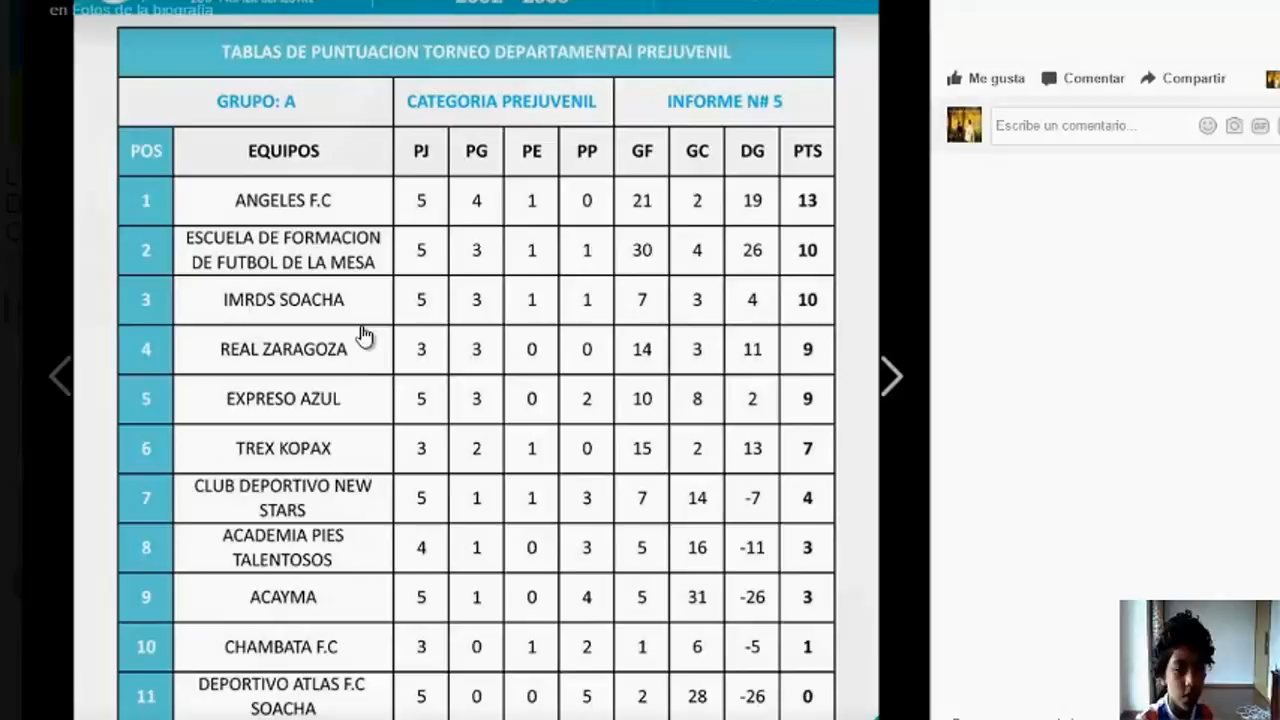 en Fotos de la biografía
TABLAS DE PUNTUACION TORNEO DEPARTAMENTAl PREJUVENIL
GRUPO: A CATEGORIA PREJUVENIL INFORME N# 5
POS EQUIPOS PJ PG PE PP GF GC DG PTS
1 ANGELES F.C 5 4 1 0 21 2 19 13
2 ESCUELA DE FORMACION DE FUTBOL DE LA MESA 5 3 1 1 30 4 26 10
3 IMRDS SOACHA 5 3 1 1 7 3 4 10
4 REAL ZARAGOZA 3 3 0 0 14 3 11 9
5 EXPRESO AZUL 5 3 0 2 10 8 2 9
6 TREX KOPAX 3 2 1 0 15 2 13 7
7 CLUB DEPORTIVO NEW STARS 5 1 1 3 7 14 -7 4
8 ACADEMIA PIES TALENTOSOS 4 1 0 3 5 16 -11 3
9 ACAYMA 5 1 0 4 5 31 -26 3
10 CHAMBATA F.C 3 0 1 2 1 6 -5 1
11 DEPORTIVO ATLAS F.C SOACHA 5 0 0 5 2 28 -26 0
Me gusta Comentar Compartir
Escribe un comentario...
GIF